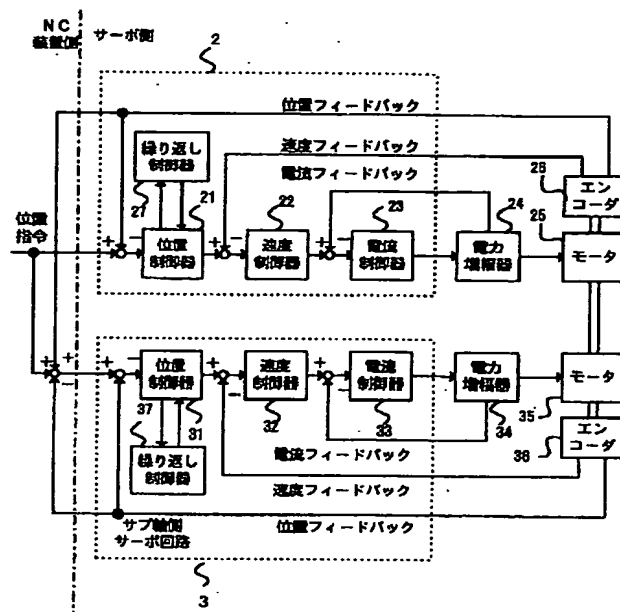 NC
装置側
サーボ側
2
位置フィードバック
繰り返し
制御器
速度フィードバック
電流フィードバック
27
21
22
23
24
26
エン
コーダ
25
位置
指令
+
−
位置
制御器
+
−
速度
制御器
+
−
電流
制御器
電力
増幅器
モータ
+
+
−
+
−
位置
制御器
+
−
速度
制御器
+
−
電流
制御器
電力
増幅器
モータ
37
31
32
33
34
35
エン
コーダ
36
繰り返し
制御器
電流フィードバック
速度フィードバック
サブ軸側
サーボ回路
位置フィードバック
3